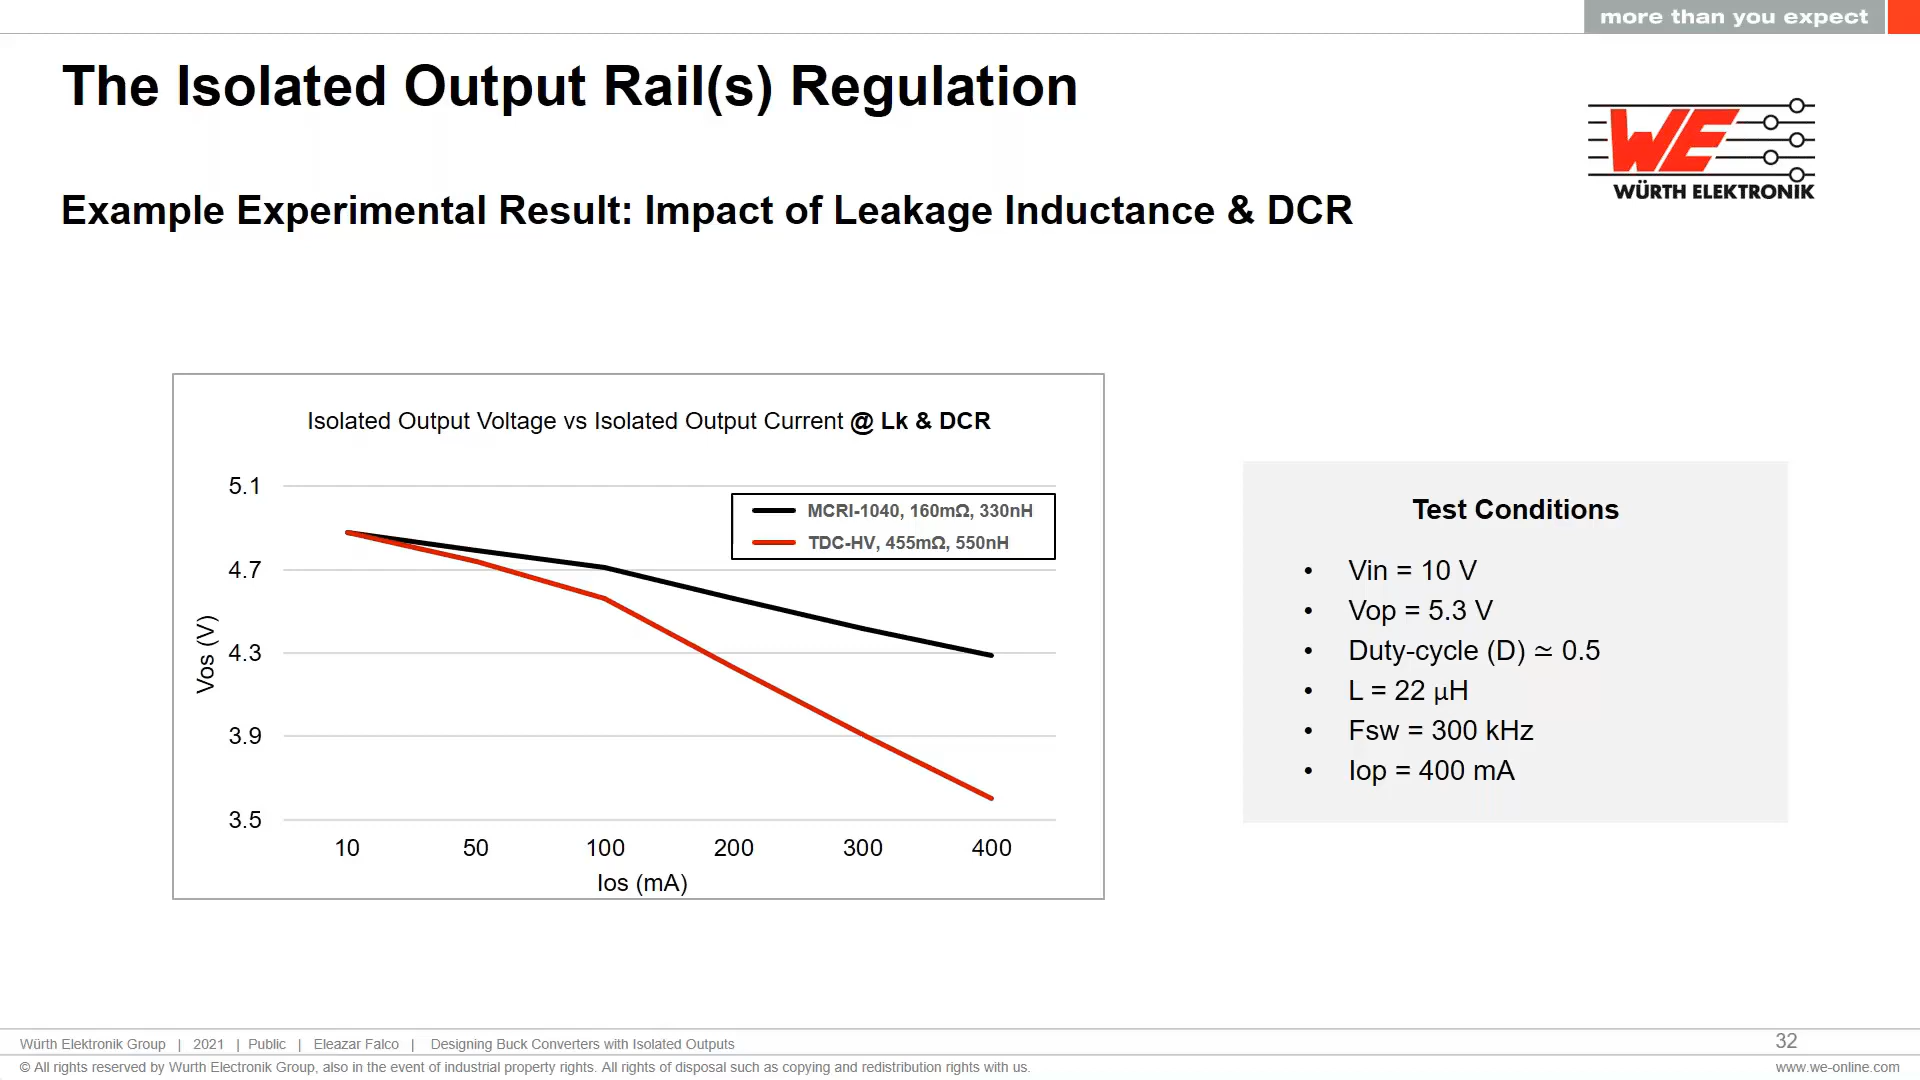 more than you expect
The Isolated Output Rail(s) Regulation
WE
WÜRTH ELEKTRONIK
Example Experimental Result: Impact of Leakage Inductance & DCR
Isolated Output Voltage vs Isolated Output Current @ Lk & DCR
5.1
4.7
4.3
3.9
3.5
Vos (V)
MCRI-1040, 160mΩ, 330nH
TDC-HV, 455mΩ, 550nH
10 50 100 200 300 400
Ios (mA)
Test Conditions
• Vin = 10 V
• Vop = 5.3 V
• Duty-cycle (D) ≃ 0.5
• L = 22 µH
• Fsw = 300 kHz
• Iop = 400 mA
Würth Elektronik Group | 2021 | Public | Eleazar Falco | Designing Buck Converters with Isolated Outputs
32
© All rights reserved by Wurth Electronik Group, also in the event of industrial property rights. All rights of disposal such as copying and redistribution rights with us.
www.we-online.com